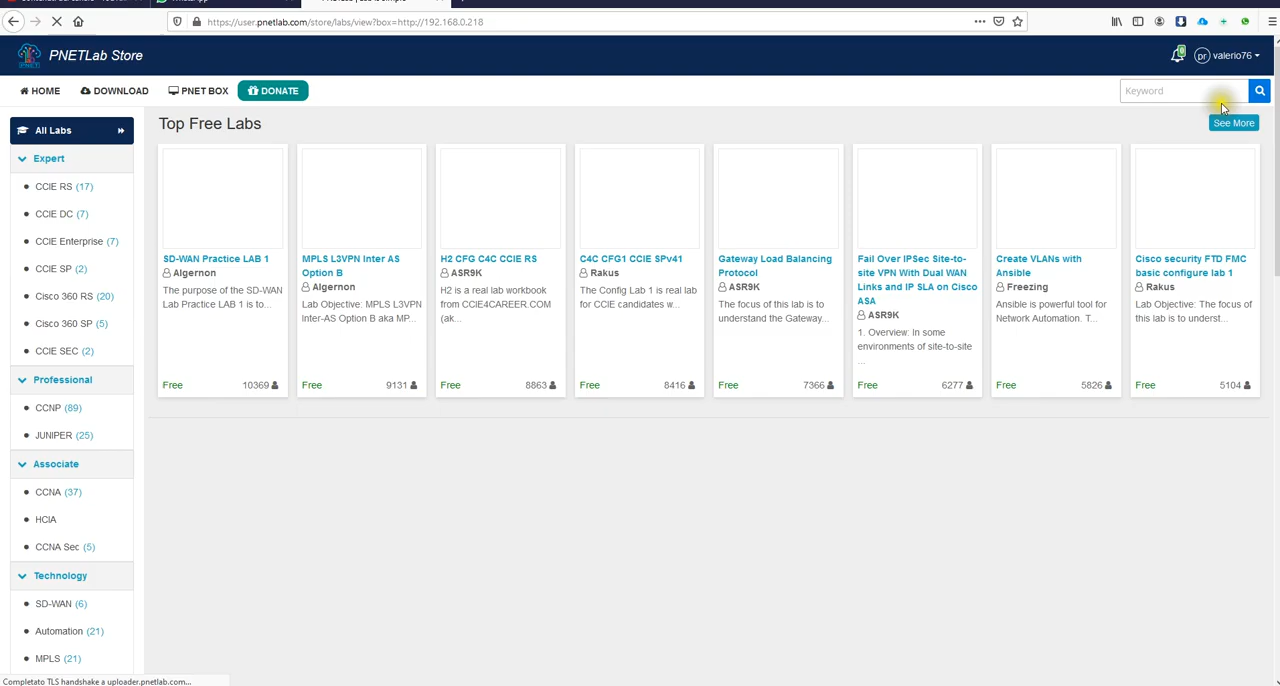 https://user.pnetlab.com/store/labs/view?box=http://192.168.0.218
PNETLab Store
0
pr
valerio76
HOME
DOWNLOAD
PNET BOX
DONATE
Keyword
All Labs
Expert
CCIE RS (17)
CCIE DC (7)
CCIE Enterprise (7)
CCIE SP (2)
Cisco 360 RS (20)
Cisco 360 SP (5)
CCIE SEC (2)
Professional
CCNP (89)
JUNIPER (25)
Associate
CCNA (37)
HCIA
CCNA Sec (5)
Technology
SD-WAN (6)
Automation (21)
MPLS (21)
Top Free Labs
See More
SD-WAN Practice LAB 1
Algernon
The purpose of the SD-WAN
Lab Practice LAB 1 is to...
Free
10369
MPLS L3VPN Inter AS
Option B
Algernon
Lab Objective: MPLS L3VPN
Inter-AS Option B aka MP...
Free
9131
H2 CFG C4C CCIE RS
ASR9K
H2 is a real lab workbook
from CCIE4CAREER.COM
(ak...
Free
8863
C4C CFG1 CCIE SPv41
Rakus
The Config Lab 1 is real lab
for CCIE candidates w...
Free
8416
Gateway Load Balancing
Protocol
ASR9K
The focus of this lab is to
understand the Gateway...
Free
7366
Fail Over IPSec Site-to-
site VPN With Dual WAN
Links and IP SLA on Cisco
ASA
ASR9K
1. Overview: In some
environments of site-to-site
...
Free
6277
Create VLANs with
Ansible
Freezing
Ansible is powerful tool for
Network Automation. T...
Free
5826
Cisco security FTD FMC
basic configure lab 1
Rakus
Lab Objective: The focus of
this lab is to underst...
Free
5104
Completato TLS handshake a uploader.pnetlab.com...